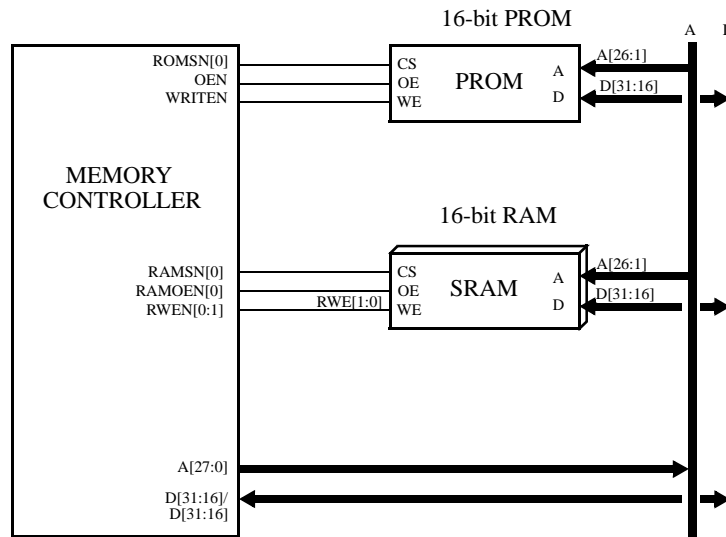 16-bit PROM
A
ROMSN[0]
OEN
WRITEN
CS
OE
WE
PROM
A
D
A[26:1]
D[31:16]
MEMORY
CONTROLLER
16-bit RAM
RAMSN[0]
RAMOEN[0]
RWEN[0:1]
RWE[1:0]
CS
OE
WE
SRAM
A
D
A[26:1]
D[31:16]
A[27:0]
D[31:16]/
D[31:16]